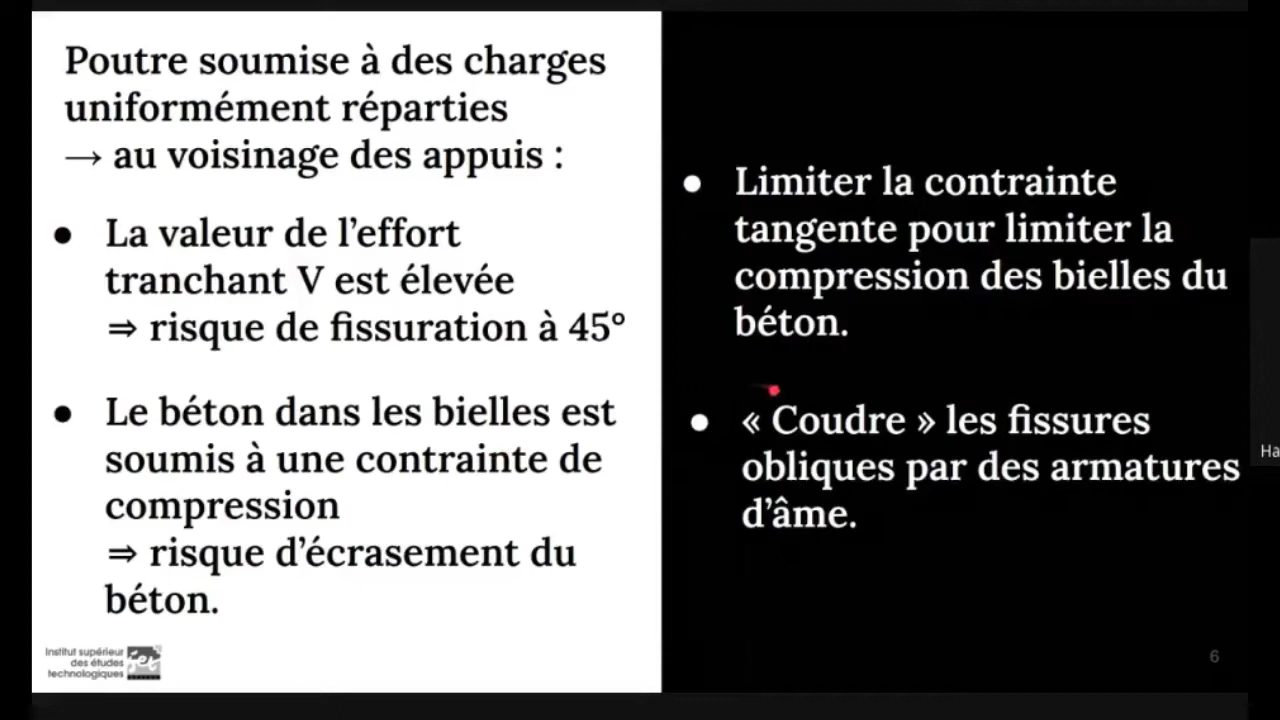 Poutre soumise à des charges
uniformément réparties
→ au voisinage des appuis :
● La valeur de l'effort
tranchant V est élevée
⇒ risque de fissuration à 45°
● Le béton dans les bielles est
soumis à une contrainte de
compression
⇒ risque d'écrasement du
béton.
Institut supérieur
des études
technologiques
● Limiter la contrainte
tangente pour limiter la
compression des bielles du
béton.
● « Coudre » les fissures
obliques par des armatures
d'âme.
6
Ha